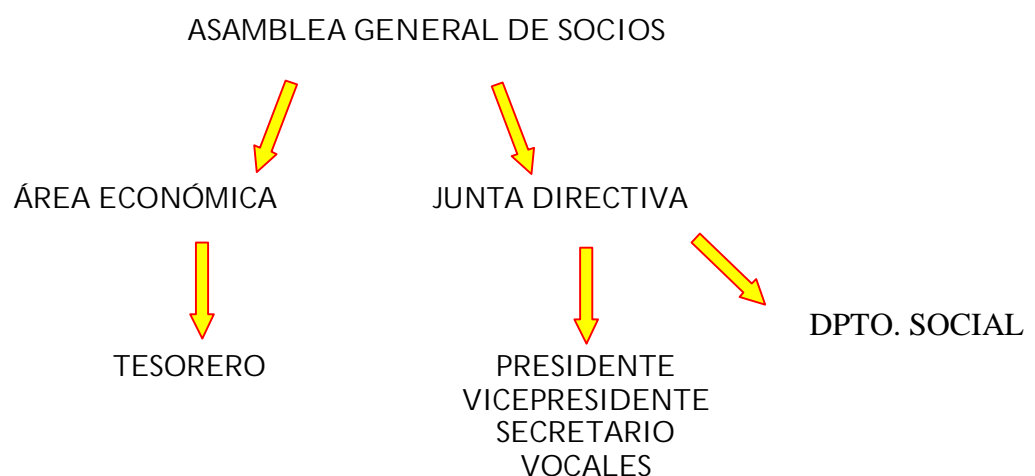 ASAMBLEA GENERAL DE SOCIOS
ÁREA ECONÓMICA
JUNTA DIRECTIVA
DPTO. SOCIAL
TESORERO
PRESIDENTE
VICEPRESIDENTE
SECRETARIO
VOCALES